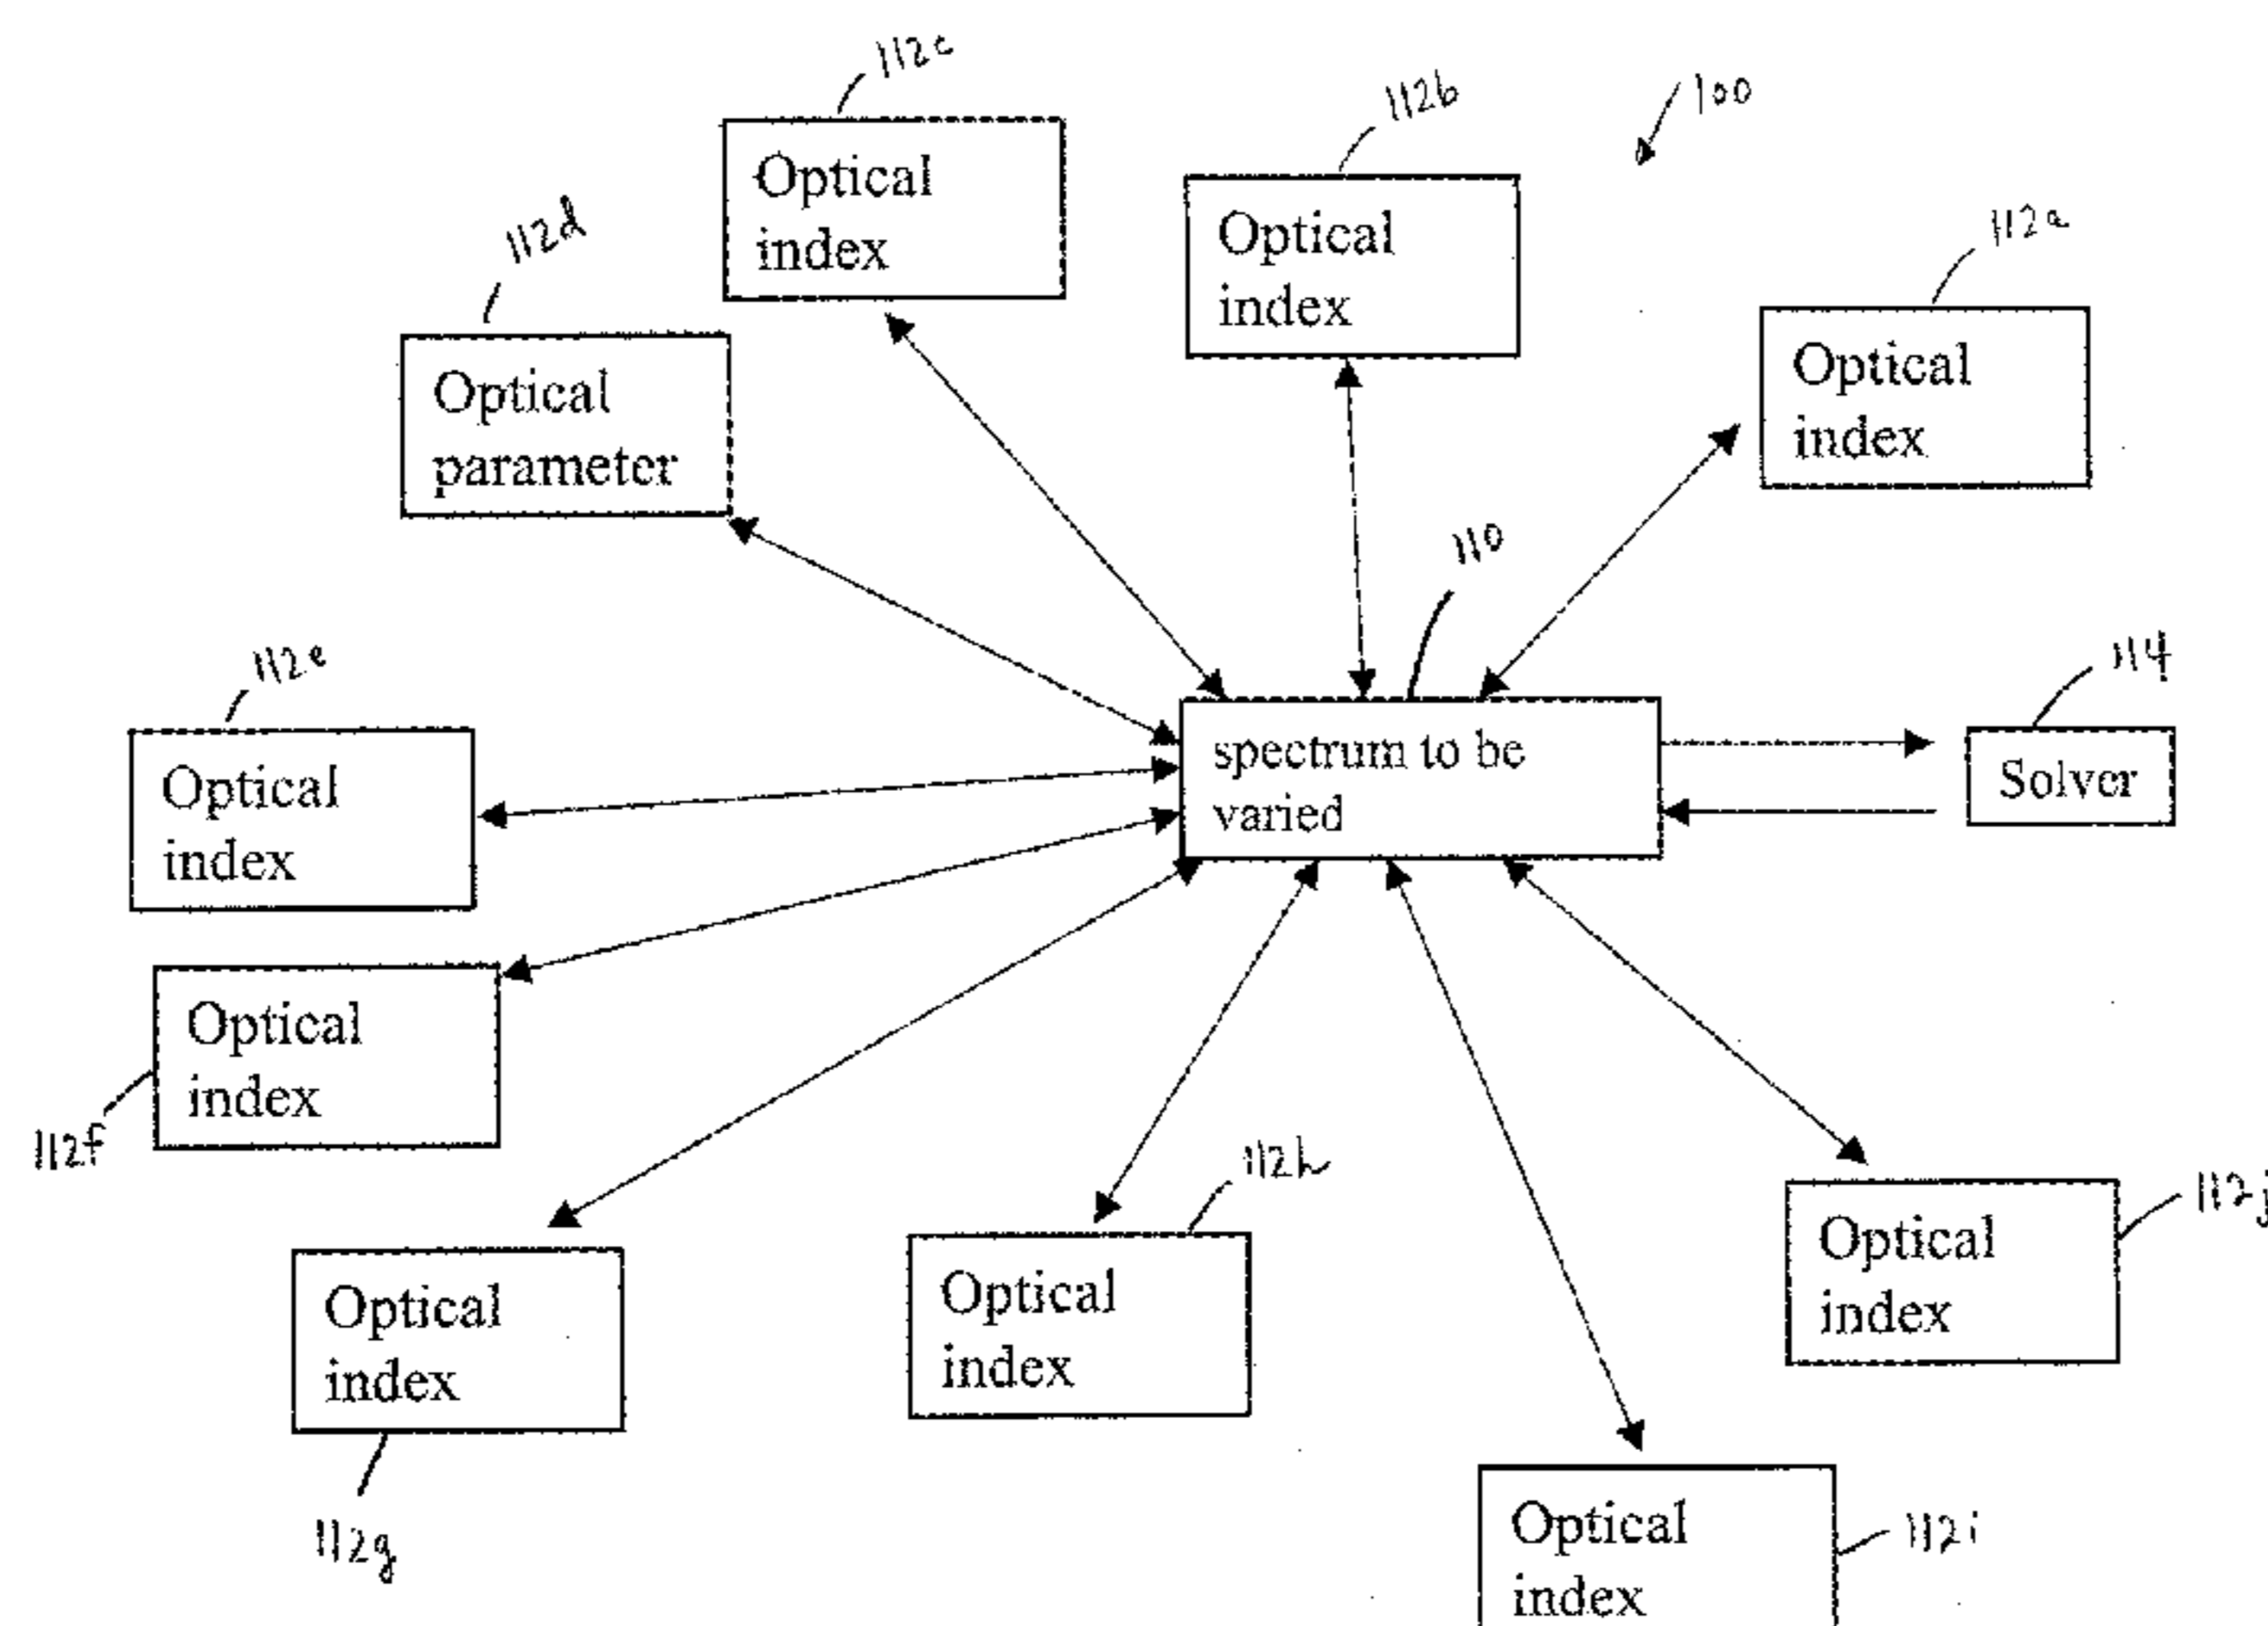 112c
112b
100
Optical
index
112d
Optical
index
112a
Optical
parameter
Optical
index
110
112e
114
Optical
index
spectrum to be
varied
Solver
Optical
index
112f
112h
112j
Optical
index
Optical
index
Optical
index
112g
Optical
index
112i